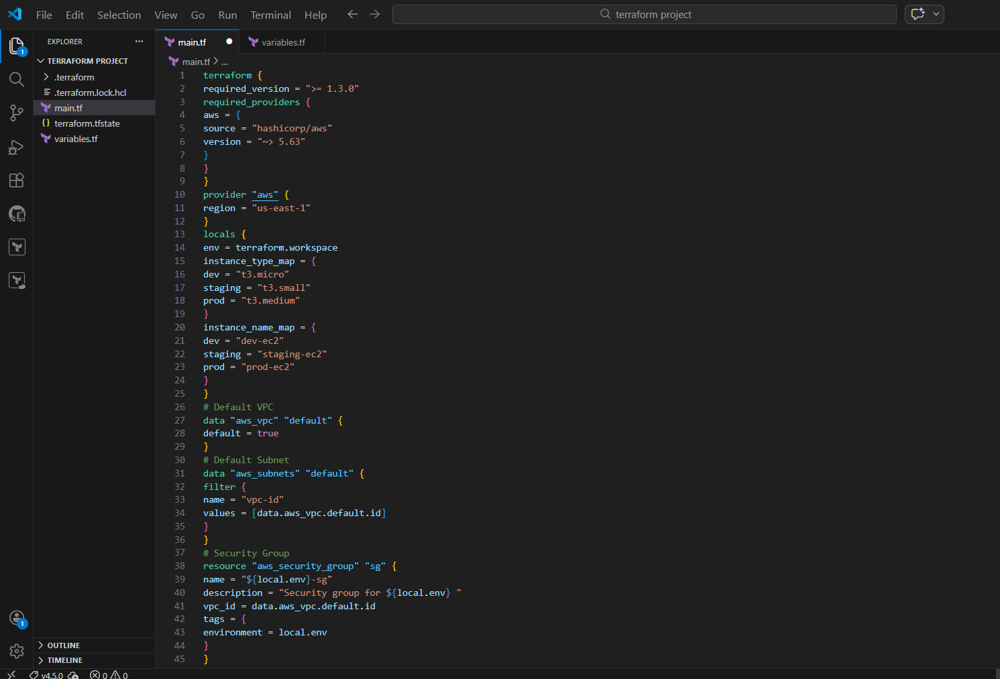 File Edit Selection View Go Run Terminal Help
terraform project
EXPLORER
main.tf
variables.tf
1
TERRAFORM PROJECT
main.tf > ...
.terraform
.terraform.lock.hcl
main.tf
terraform.tfstate
variables.tf
1 terraform {
2 required_version = ">= 1.3.0"
3 required_providers {
4 aws = {
5 source = "hashicorp/aws"
6 version = "~> 5.63"
7 }
8 }
9 }
10 provider "aws" {
11 region = "us-east-1"
12 }
13 locals {
14 env = terraform.workspace
15 instance_type_map = {
16 dev = "t3.micro"
17 staging = "t3.small"
18 prod = "t3.medium"
19 }
20 instance_name_map = {
21 dev = "dev-ec2"
22 staging = "staging-ec2"
23 prod = "prod-ec2"
24 }
25 }
26 # Default VPC
27 data "aws_vpc" "default" {
28 default = true
29 }
30 # Default Subnet
31 data "aws_subnets" "default" {
32 filter {
33 name = "vpc-id"
34 values = [data.aws_vpc.default.id]
35 }
36 }
37 # Security Group
38 resource "aws_security_group" "sg" {
39 name = "${local.env}-sg"
40 description = "Security group for ${local.env} "
41 vpc_id = data.aws_vpc.default.id
42 tags = {
43 environment = local.env
44 }
45 }
1
OUTLINE
TIMELINE
v4.5.0
0
0